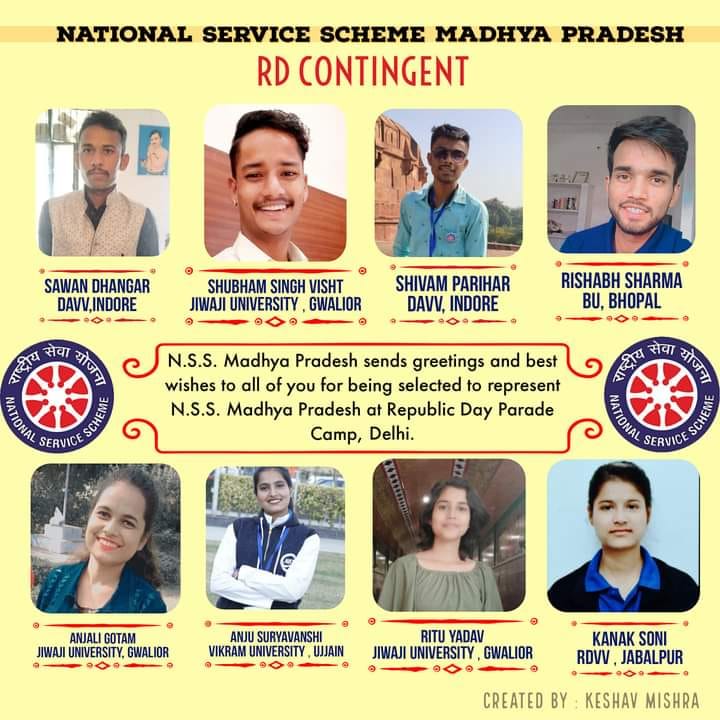 NATIONAL SERVICE SCHEME MADHYA PRADESH
RD CONTINGENT
SAWAN DHANGAR
DAVV,INDORE
SHUBHAM SINGH VISHT
JIWAJI UNIVERSITY , GWALIOR
SHIVAM PARIHAR
DAVV, INDORE
RISHABH SHARMA
BU, BHOPAL
राष्ट्रीय सेवा योजना
NATIONAL SERVICE SCHEME
N.S.S. Madhya Pradesh sends greetings and best
wishes to all of you for being selected to represent
N.S.S. Madhya Pradesh at Republic Day Parade
Camp, Delhi.
राष्ट्रीय सेवा योजना
NATIONAL SERVICE SCHEME
ANJALI GOTAM
JIWAJI UNIVERSITY, GWALIOR
ANJU SURYAVANSHI
VIKRAM UNIVERSITY , UJJAIN
RITU YADAV
JIWAJI UNIVERSITY , GWALIOR
KANAK SONI
RDVV , JABALPUR
CREATED BY : KESHAV MISHRA